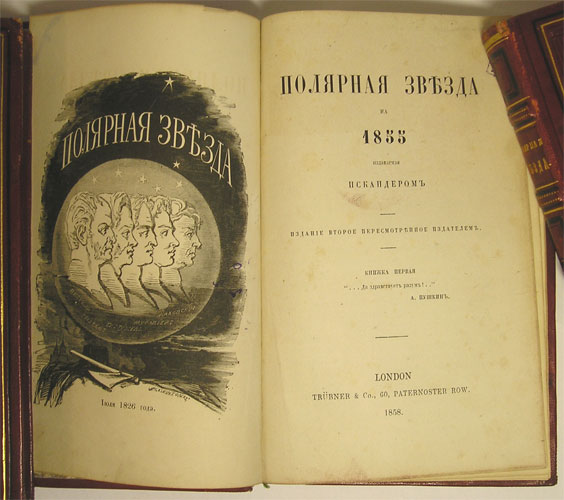 ПОЛЯРНАЯ ЗВѢЗДА
Іюля 1826 года.
ПОЛЯРНАЯ ЗВѢЗДА
НА
1855
ИЗДАВАЕМАЯ
ИСКАНДЕРОМЪ
ИЗДАНІЕ ВТОРОЕ ПЕРЕСМОТРѢННОЕ ИЗДАТЕЛЕМЪ.
КНИЖКА ПЕРВАЯ
". . . Да здравствуетъ разумъ! . ."
А. ПУШКИНЪ.
LONDON
TRÜBNER & Co., 60, PATERNOSTER ROW.
1858.